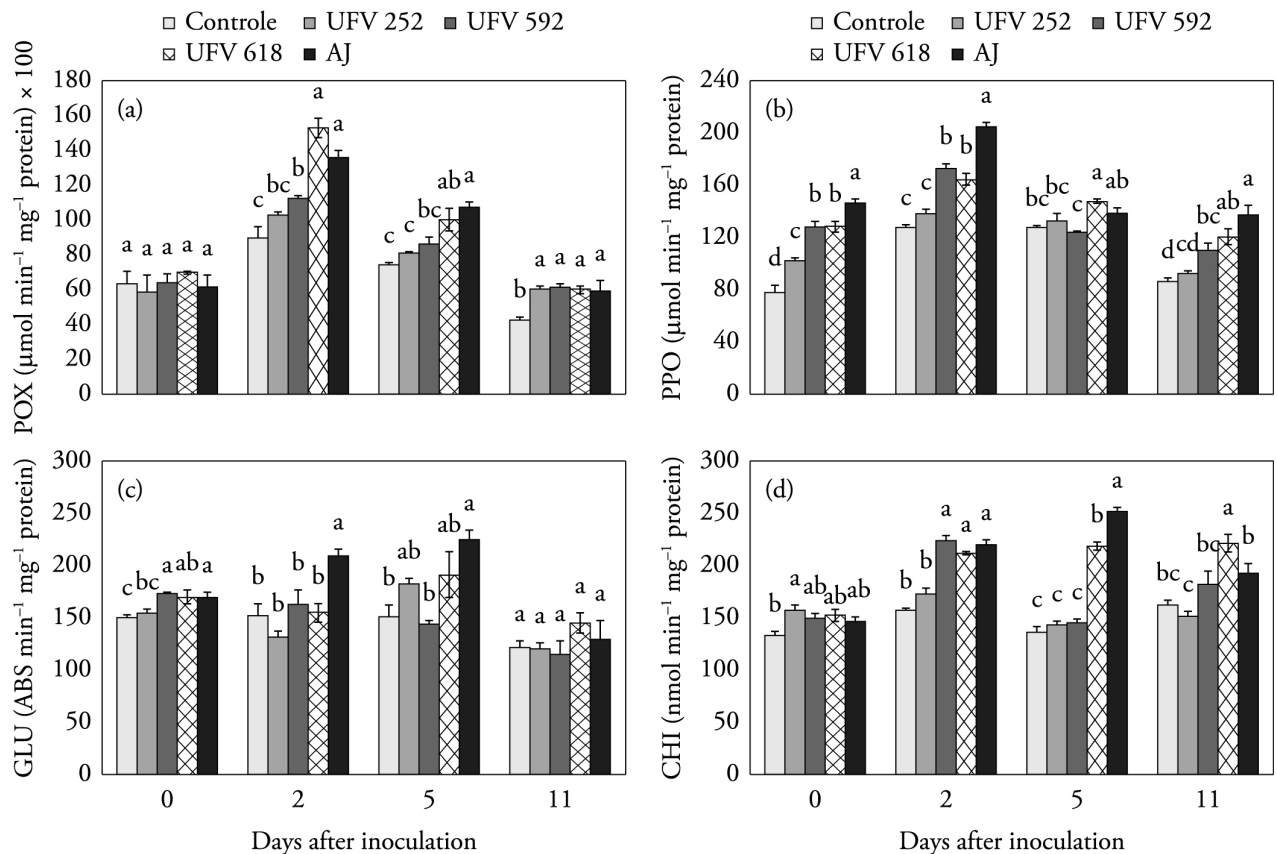 Controle UFV 252 UFV 592
UFV 618 AJ
Controle UFV 252 UFV 592
UFV 618 AJ
(a)
POX (µmol min⁻¹ mg⁻¹ protein) × 100
180
160
140
120
100
80
60
40
20
0
a a a a a
c bc b a a
c c bc ab a
b a a a a
(b)
PPO (µmol min⁻¹ mg⁻¹ protein)
240
200
160
120
80
40
0
d c b b a
c c b b a
bc bc c a ab
d cd bc ab a
(c)
GLU (ABS min⁻¹ mg⁻¹ protein)
300
250
200
150
100
50
0
c bc a ab a
b b b b a
b ab b ab a
a a a a a
0 2 5 11
Days after inoculation
(d)
CHI (nmol min⁻¹ mg⁻¹ protein)
300
250
200
150
100
50
0
b a ab ab ab
b b a a a
c c c b a
bc c bc a b
0 2 5 11
Days after inoculation